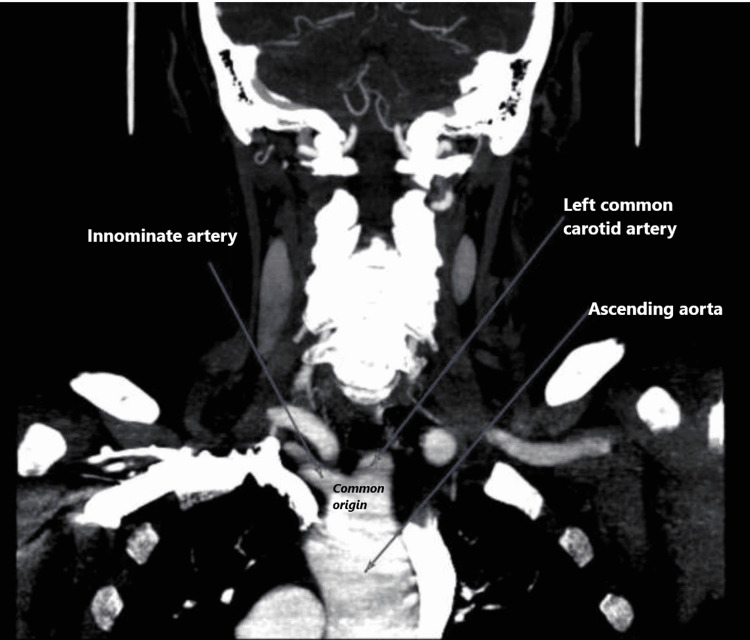 Left common
carotid artery
Innominate artery
Ascending aorta
Common
origin